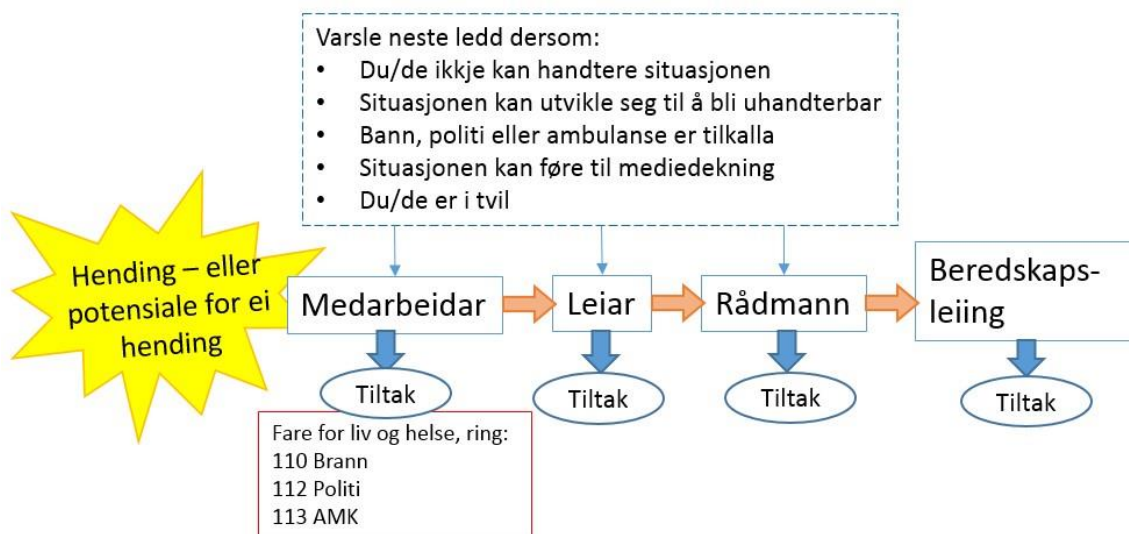 Varsle neste ledd dersom:
• Du/de ikkje kan handtere situasjonen
• Situasjonen kan utvikle seg til å bli uhandterbar
• Bann, politi eller ambulanse er tilkalla
• Situasjonen kan føre til mediedekning
• Du/de er i tvil
Hending – eller
potensiale for ei
hending
Medarbeidar
Leiar
Rådmann
Beredskaps-
leiing
Tiltak
Tiltak
Tiltak
Tiltak
Fare for liv og helse, ring:
110 Brann
112 Politi
113 AMK